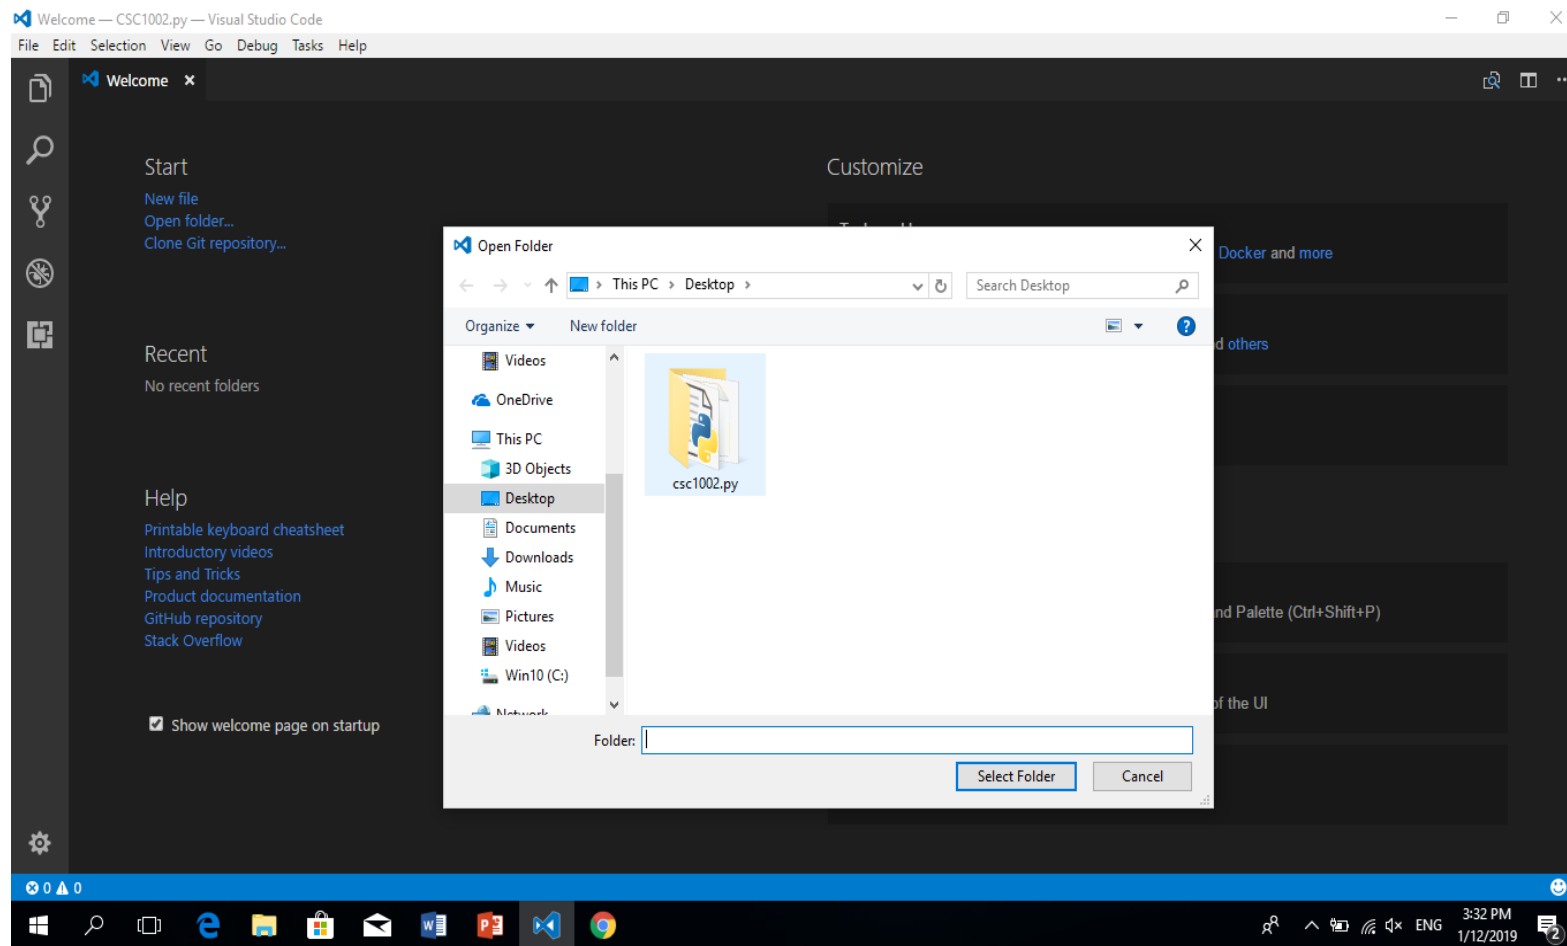 Welcome — CSC1002.py — Visual Studio Code
File Edit Selection View Go Debug Tasks Help
Welcome
Start
New file
Open folder...
Clone Git repository...
Customize
Docker and more
others
Recent
No recent folders
Help
Printable keyboard cheatsheet
Introductory videos
Tips and Tricks
Product documentation
GitHub repository
Stack Overflow
Show welcome page on startup
Palette (Ctrl+Shift+P)
of the UI
Open Folder
This PC > Desktop >
Search Desktop
Organize
New folder
Videos
OneDrive
This PC
3D Objects
Desktop
Documents
Downloads
Music
Pictures
Videos
Win10 (C:)
Network
csc1002.py
Folder:
Select Folder
Cancel
0 0
ENG
3:32 PM
1/12/2019
2